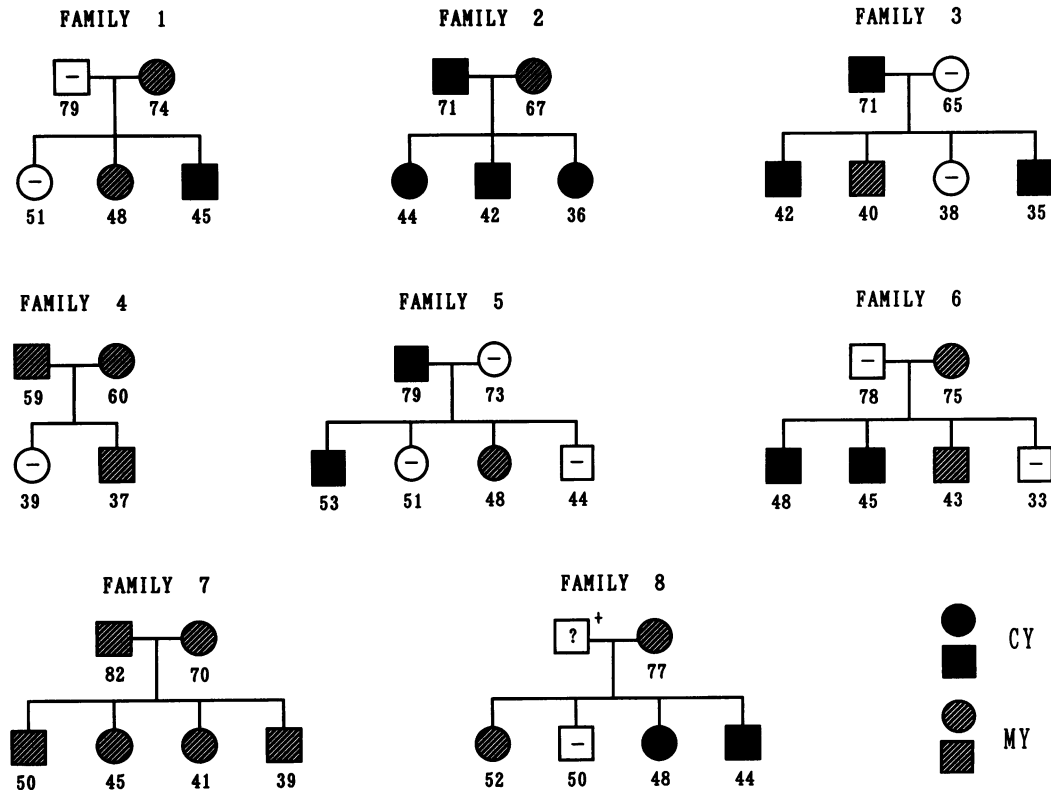 FAMILY 1
FAMILY 2
FAMILY 3
− 79 74
71 67
71 − 65
− 51 48 45
44 42 36
42 40 − 38 35
FAMILY 4
FAMILY 5
FAMILY 6
59 60
79 − 73
− 78 75
− 39 37
53 − 51 48 − 44
48 45 43 − 33
FAMILY 7
FAMILY 8
82 70
? + 77
CY
50 45 41 39
52 − 50 48 44
MY